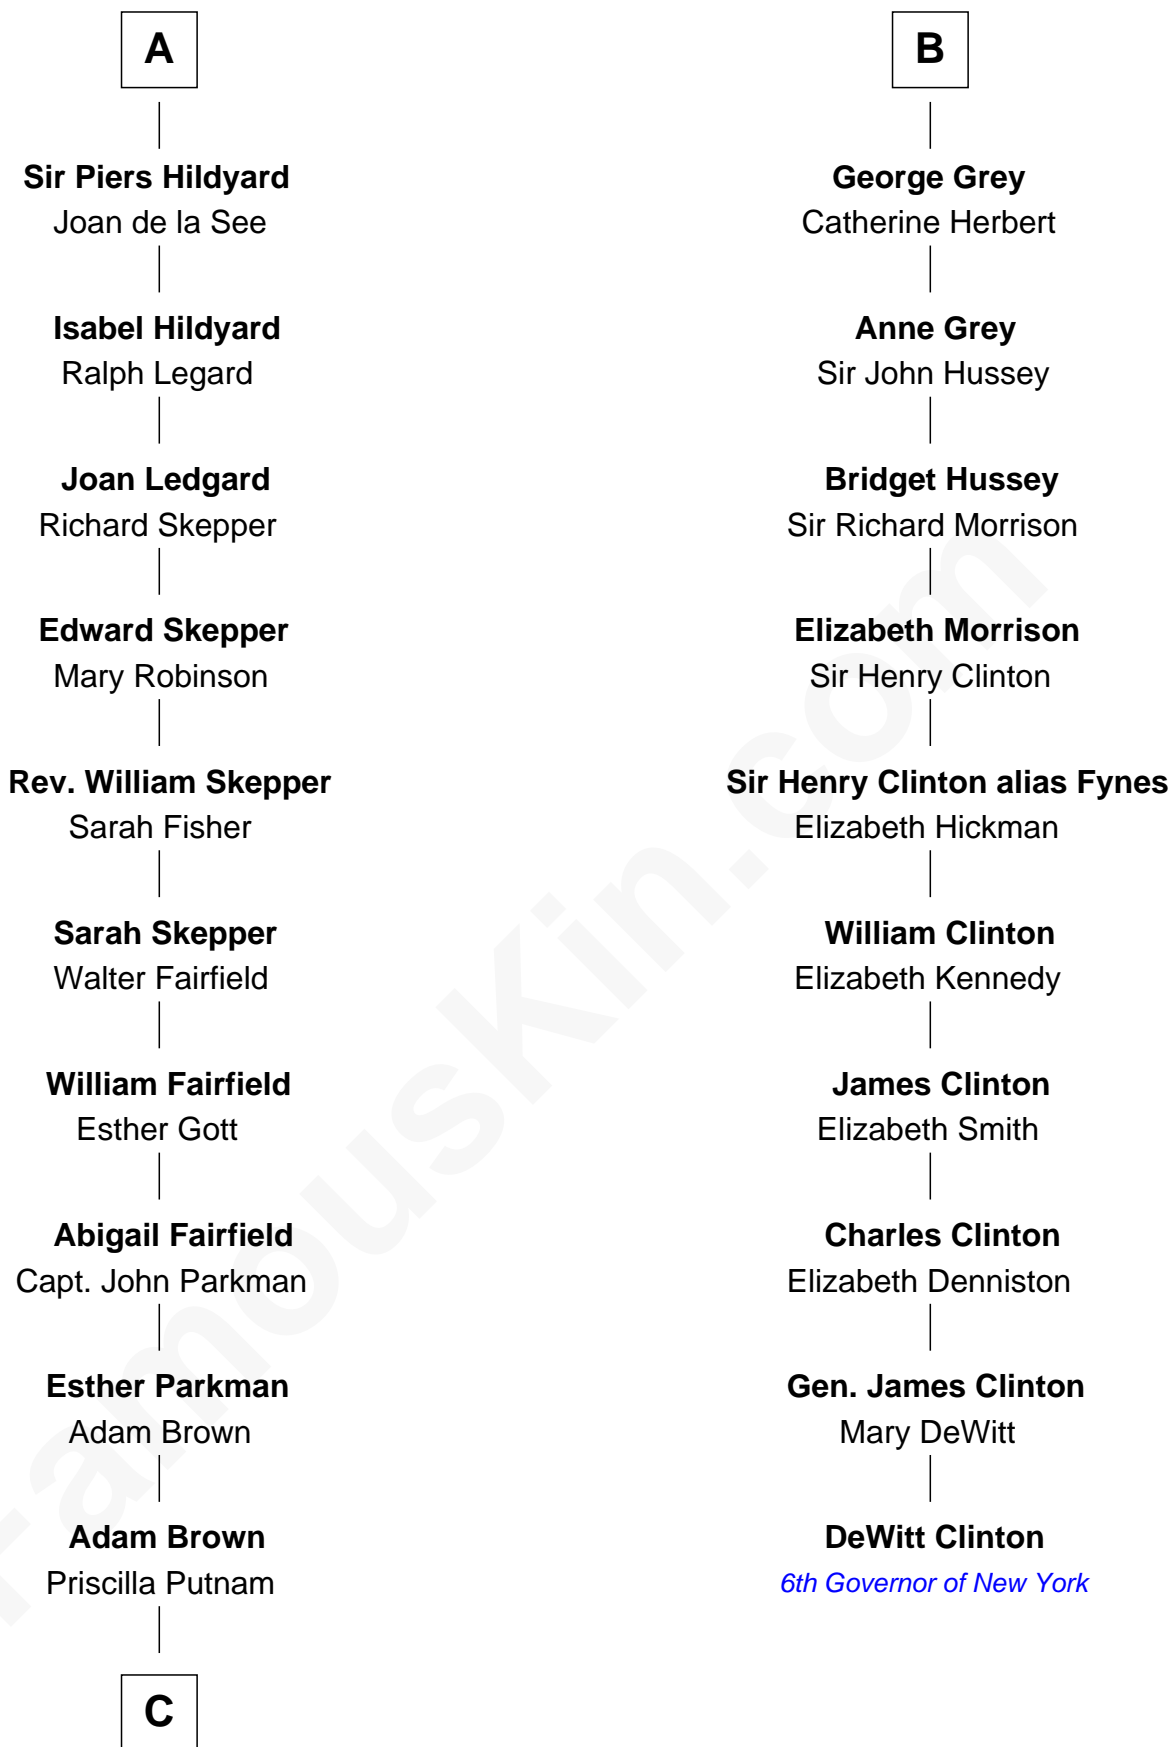 A
Sir Piers Hildyard
Joan de la See
Isabel Hildyard
Ralph Legard
Joan Ledgard
Richard Skepper
Edward Skepper
Mary Robinson
Rev. William Skepper
Sarah Fisher
Sarah Skepper
Walter Fairfield
William Fairfield
Esther Gott
Abigail Fairfield
Capt. John Parkman
Esther Parkman
Adam Brown
Adam Brown
Priscilla Putnam
C
B
George Grey
Catherine Herbert
Anne Grey
Sir John Hussey
Bridget Hussey
Sir Richard Morrison
Elizabeth Morrison
Sir Henry Clinton
Sir Henry Clinton alias Fynes
Elizabeth Hickman
William Clinton
Elizabeth Kennedy
James Clinton
Elizabeth Smith
Charles Clinton
Elizabeth Denniston
Gen. James Clinton
Mary DeWitt
DeWitt Clinton
6th Governor of New York
FamousKin.com